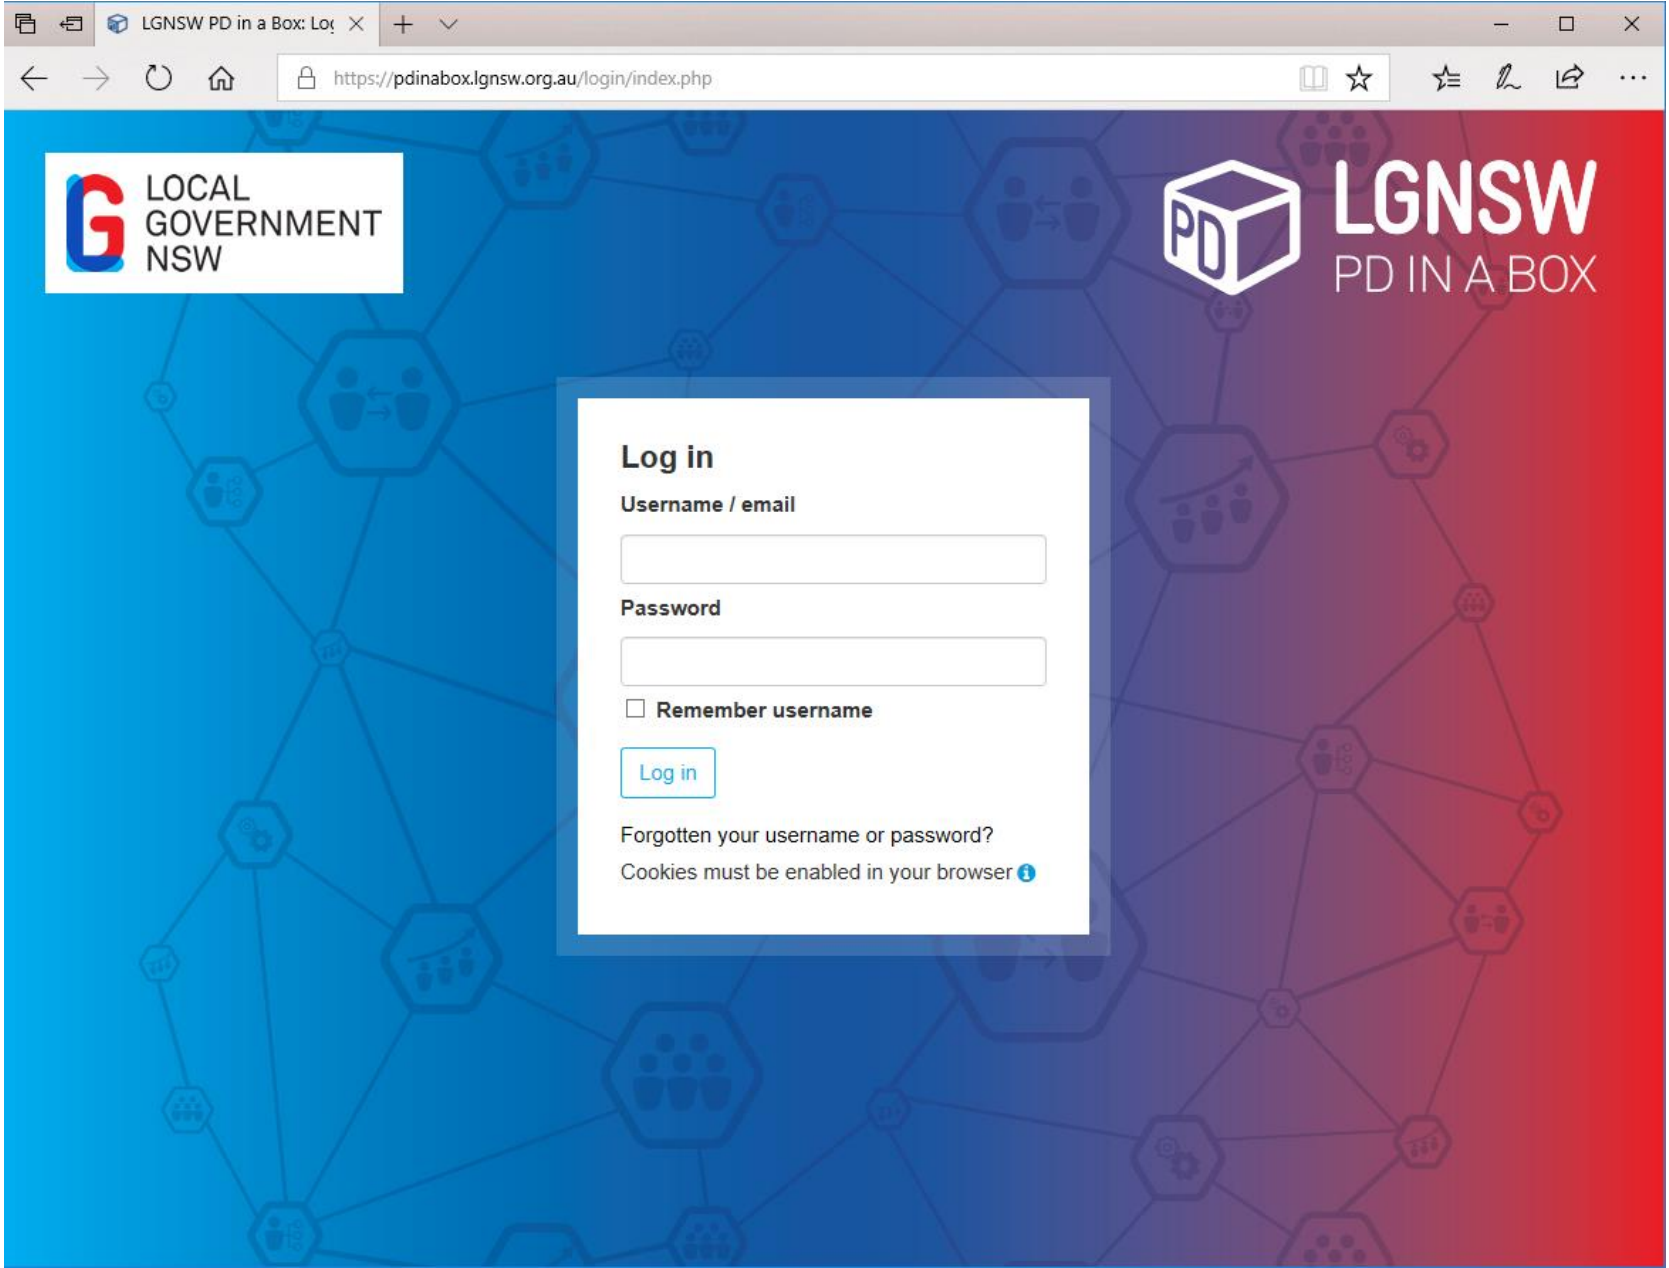 LGNSW PD in a Box: Log
https://pdinabox.lgnsw.org.au/login/index.php
LOCAL
GOVERNMENT
NSW
PD
LGNSW
PD IN A BOX
Log in
Username / email
Password
Remember username
Log in
Forgotten your username or password?
Cookies must be enabled in your browser